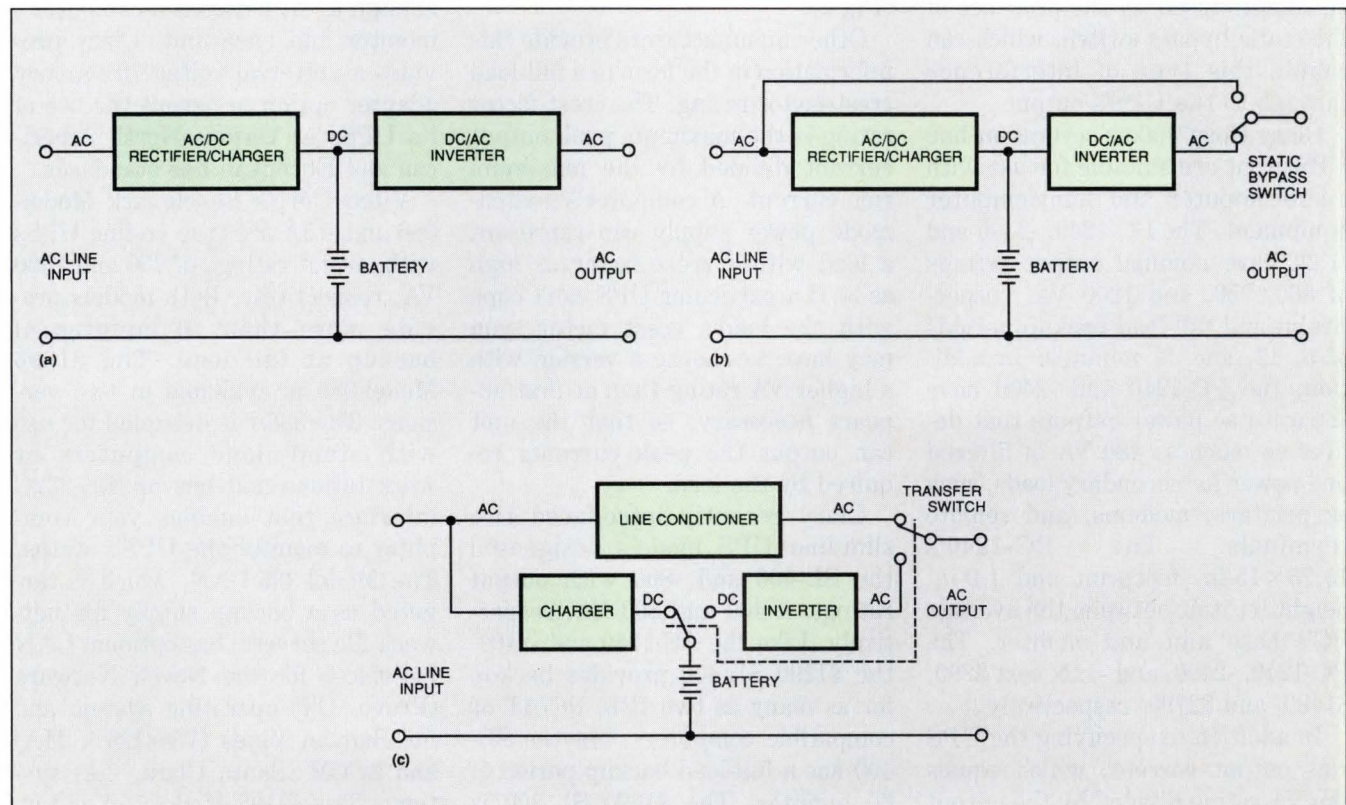 AC
AC/DC
RECTIFIER/CHARGER
DC
DC/AC
INVERTER
AC
AC LINE
INPUT
BATTERY
AC
OUTPUT
(a)
AC
AC/DC
RECTIFIER/CHARGER
DC
DC/AC
INVERTER
AC
STATIC
BYPASS
SWITCH
AC LINE
INPUT
BATTERY
AC
OUTPUT
(b)
AC
LINE CONDITIONER
AC
TRANSFER
SWITCH
CHARGER
DC
DC
INVERTER
AC
AC
OUTPUT
AC LINE
INPUT
BATTERY
(c)